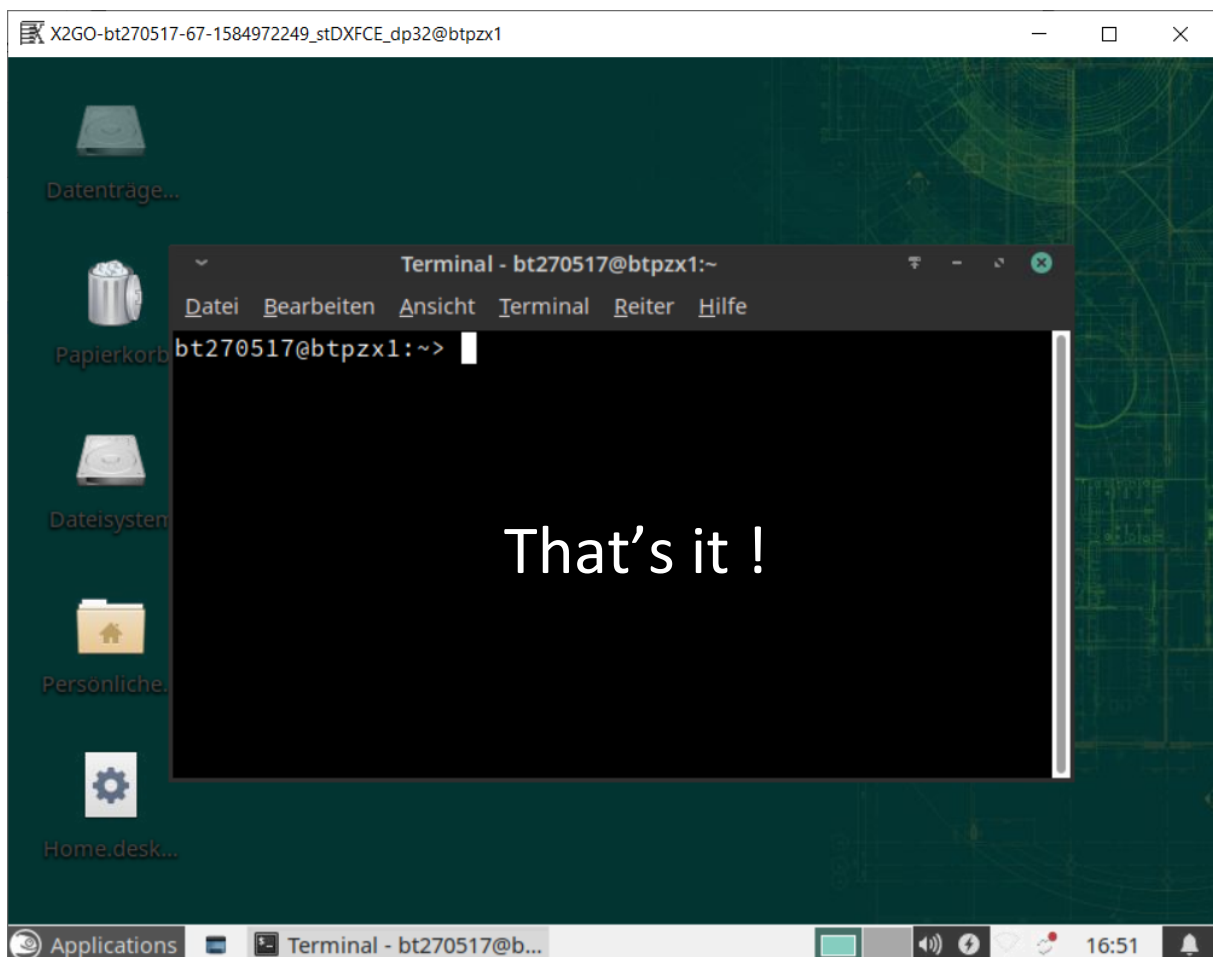 X2GO-bt270517-67-1584972249_stDXFCE_dp32@btpzx1
Datenträge...
Papierkorb
Dateisystem
Persönliche.
Home.desk...
Terminal - bt270517@btpzx1:~
Datei Bearbeiten Ansicht Terminal Reiter Hilfe
bt270517@btpzx1:~>
That's it !
Applications
Terminal - bt270517@b...
16:51